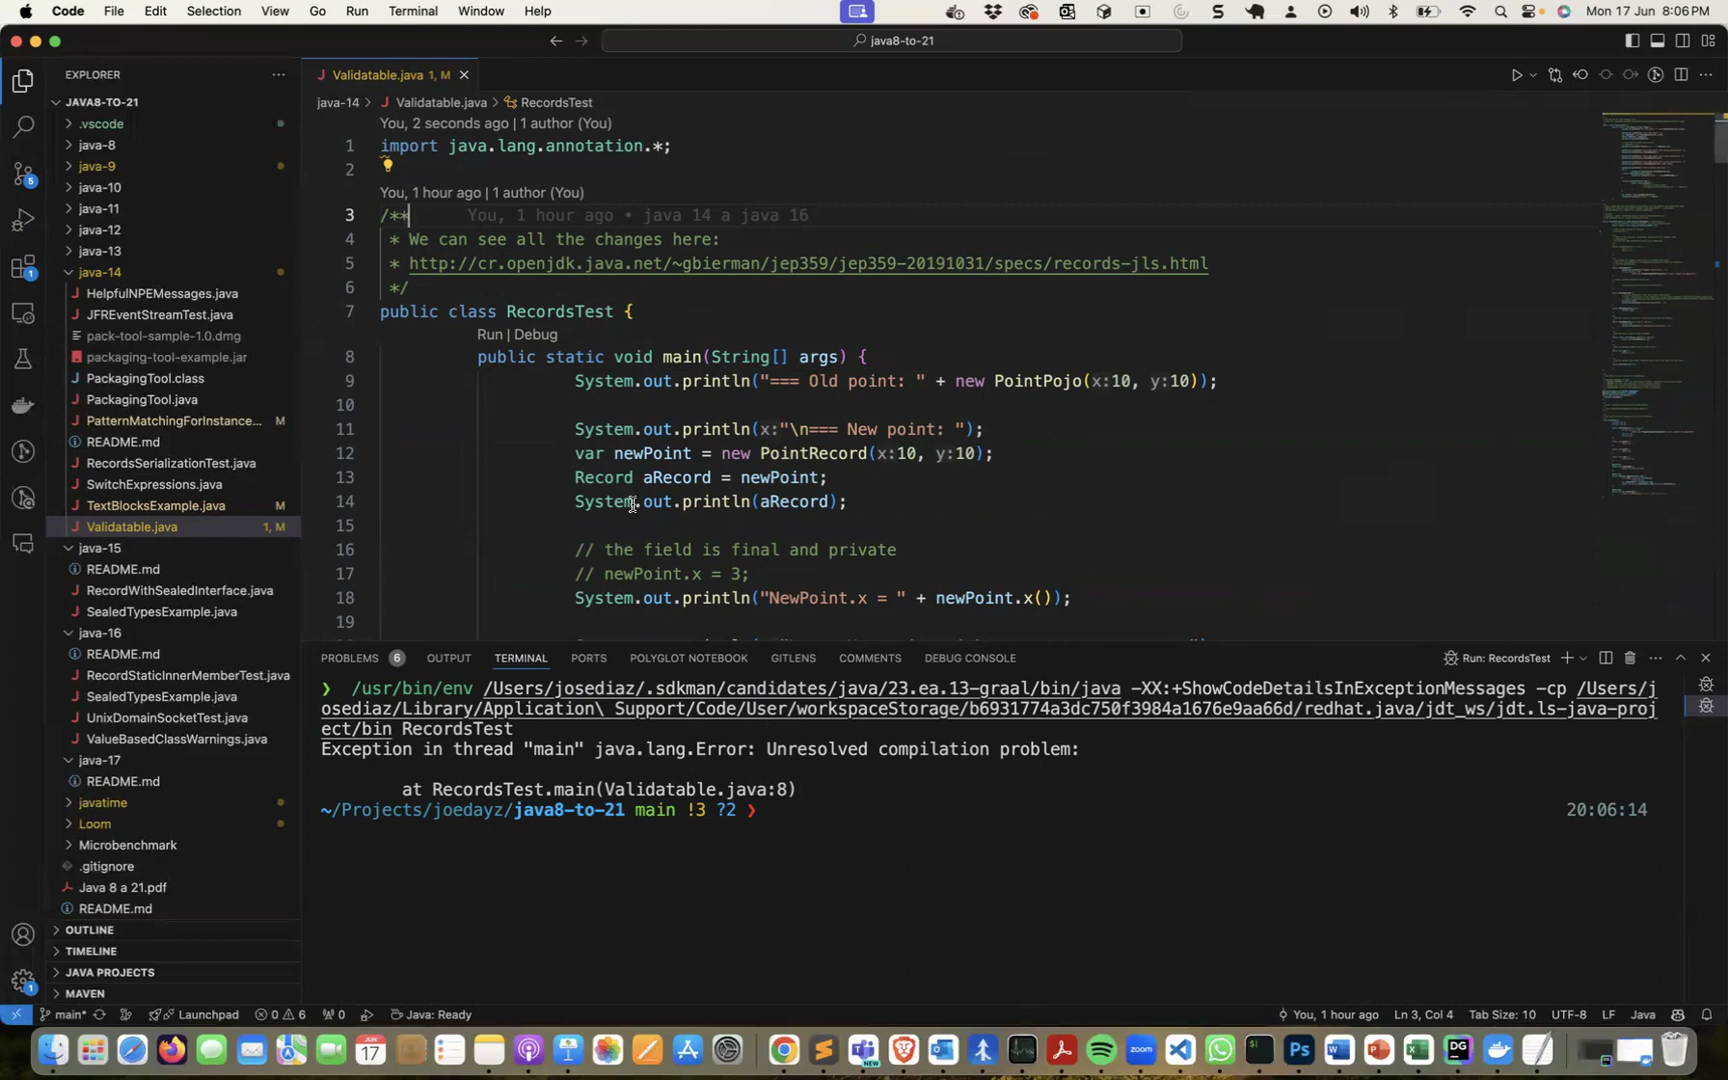 Code File Edit Selection View Go Run Terminal Window Help Mon 17 Jun 8:06 PM
java8-to-21
EXPLORER
JAVA8-TO-21
.vscode
java-8
java-9
java-10
java-11
java-12
java-13
java-14
HelpfulNPEMessages.java
JFREventStreamTest.java
pack-tool-sample-1.0.dmg
packaging-tool-example.jar
PackagingTool.class
PackagingTool.java
PatternMatchingForInstance... M
README.md
RecordsSerializationTest.java
SwitchExpressions.java
TextBlocksExample.java M
Validatable.java 1, M
java-15
README.md
RecordWithSealedInterface.java
SealedTypesExample.java
java-16
README.md
RecordStaticInnerMemberTest.java
SealedTypesExample.java
UnixDomainSocketTest.java
ValueBasedClassWarnings.java
java-17
README.md
javatime
Loom
Microbenchmark
.gitignore
Java 8 a 21.pdf
README.md
OUTLINE
TIMELINE
JAVA PROJECTS
MAVEN
Validatable.java 1, M
java-14 > Validatable.java > RecordsTest
You, 2 seconds ago | 1 author (You)
1 import java.lang.annotation.*;
2
You, 1 hour ago | 1 author (You)
3 /** You, 1 hour ago • java 14 a java 16
4 * We can see all the changes here:
5 * http://cr.openjdk.java.net/~gbierman/jep359/jep359-20191031/specs/records-jls.html
6 */
7 public class RecordsTest {
Run | Debug
8 public static void main(String[] args) {
9 System.out.println("=== Old point: " + new PointPojo(x:10, y:10));
10
11 System.out.println(x:"\n=== New point: ");
12 var newPoint = new PointRecord(x:10, y:10);
13 Record aRecord = newPoint;
14 System.out.println(aRecord);
15
16 // the field is final and private
17 // newPoint.x = 3;
18 System.out.println("NewPoint.x = " + newPoint.x());
19
PROBLEMS 6 OUTPUT TERMINAL PORTS POLYGLOT NOTEBOOK GITLENS COMMENTS DEBUG CONSOLE Run: RecordsTest
❯ /usr/bin/env /Users/josediaz/.sdkman/candidates/java/23.ea.13-graal/bin/java -XX:+ShowCodeDetailsInExceptionMessages -cp /Users/j
osediaz/Library/Application\ Support/Code/User/workspaceStorage/b6931774a3dc750f3984a1676e9aa66d/redhat.java/jdt_ws/jdt.ls-java-proj
ect/bin RecordsTest
Exception in thread "main" java.lang.Error: Unresolved compilation problem:
at RecordsTest.main(Validatable.java:8)
~/Projects/joedayz/java8-to-21 main !3 ?2 ❯ 20:06:14
main* Launchpad 0 6 0 Java: Ready You, 1 hour ago Ln 3, Col 4 Tab Size: 10 UTF-8 LF Java